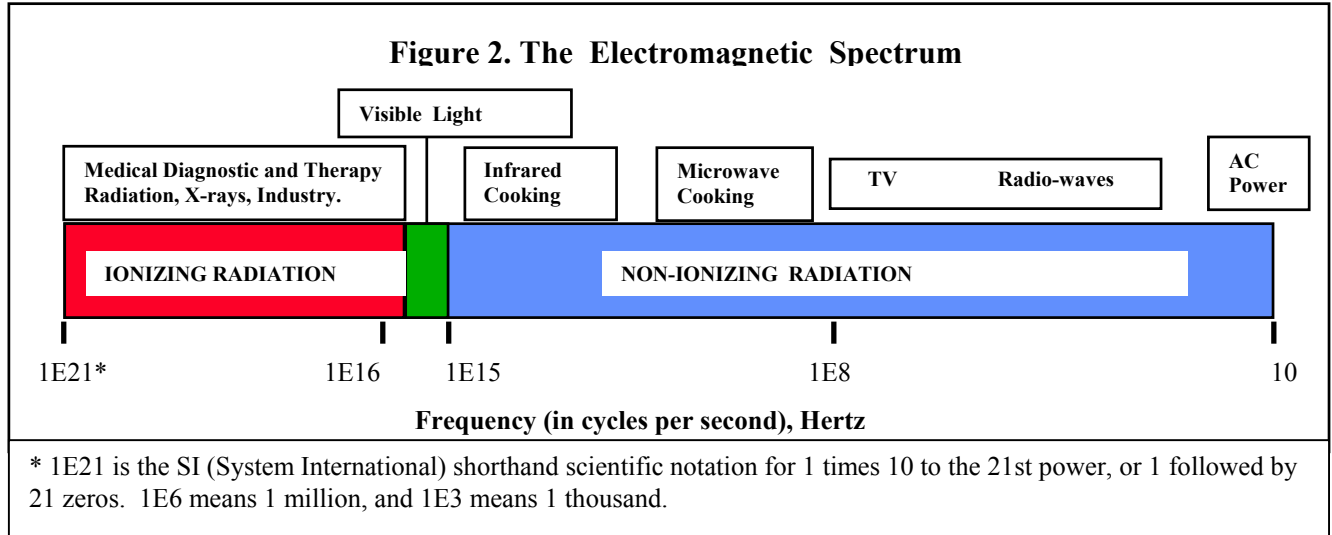 Figure 2. The Electromagnetic Spectrum
Visible Light
Medical Diagnostic and Therapy
Radiation, X-rays, Industry.
Infrared
Cooking
Microwave
Cooking
TV Radio-waves
AC
Power
IONIZING RADIATION
NON-IONIZING RADIATION
1E21* 1E16 1E15 1E8 10
Frequency (in cycles per second), Hertz
* 1E21 is the SI (System International) shorthand scientific notation for 1 times 10 to the 21st power, or 1 followed by
21 zeros. 1E6 means 1 million, and 1E3 means 1 thousand.